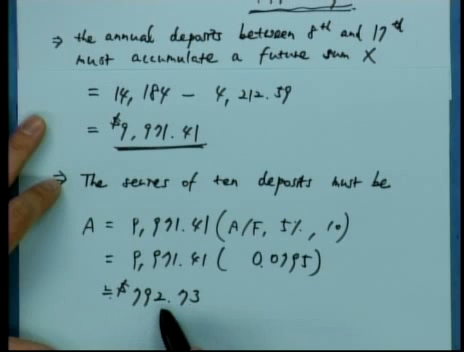 ⇒ the annual deposits between 8th and 17th
must accumulate a future sum X
= 14,184 - 4,212.59
= $9,971.41
⇒ The series of ten deposits must be
A = 9,971.41 (A/F, 5%, 10)
= 9,971.41 ( 0.0795)
≐ $792.73